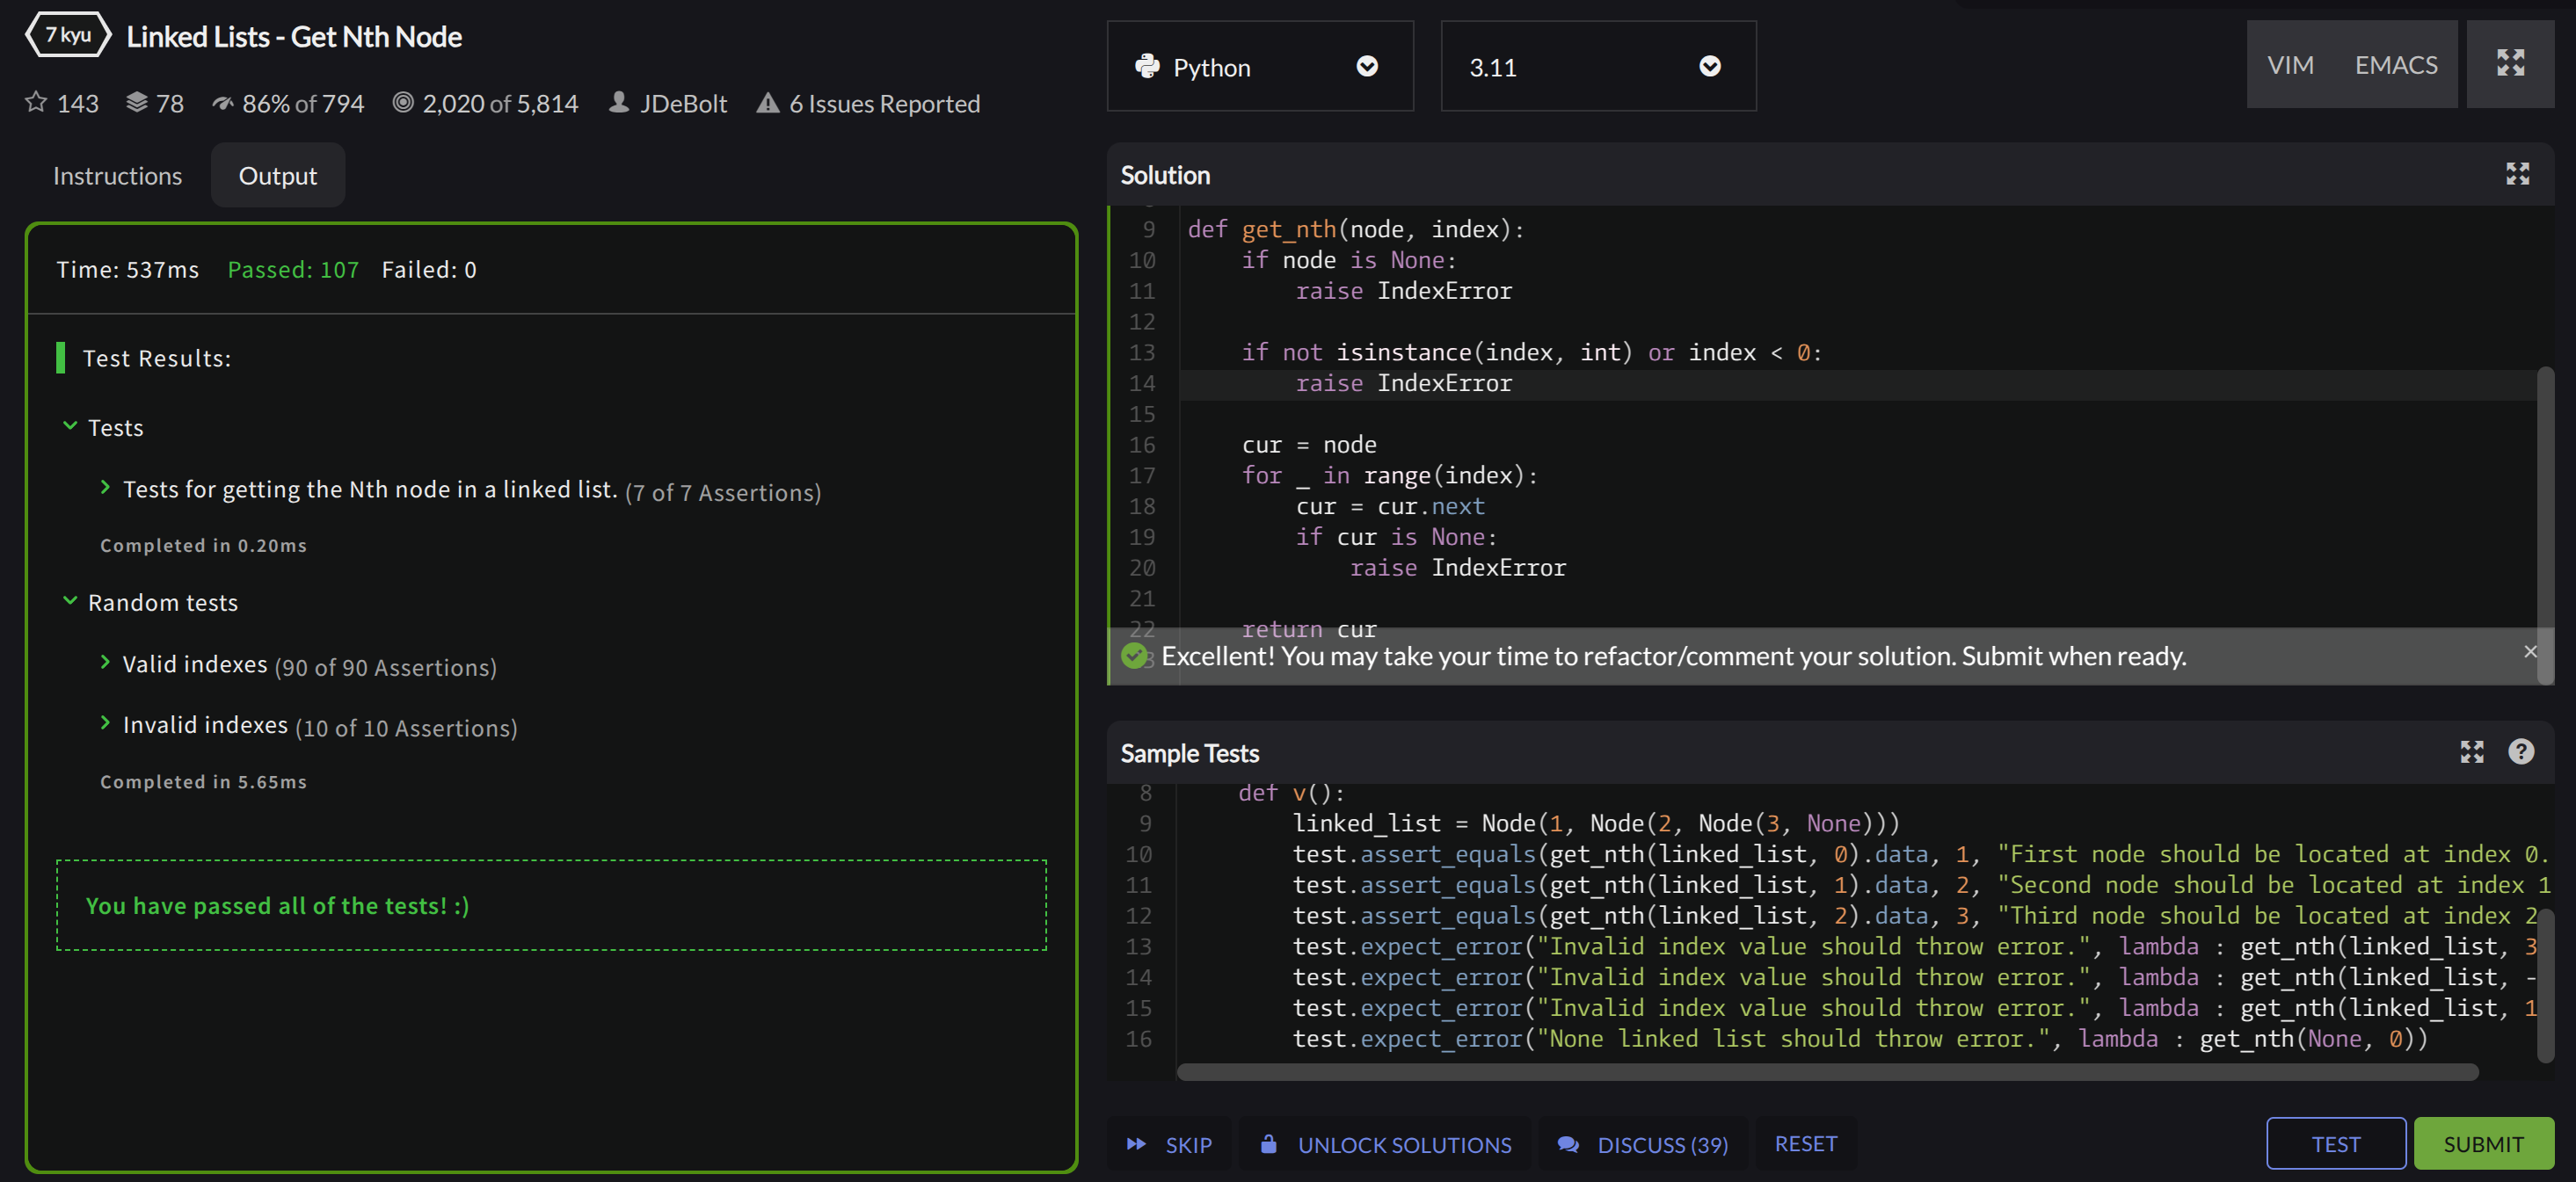 7 kyu Linked Lists - Get Nth Node
143 78 86% of 794 2,020 of 5,814 JDeBolt 6 Issues Reported
Instructions Output
Time: 537ms Passed: 107 Failed: 0
Test Results:
Tests
Tests for getting the Nth node in a linked list. (7 of 7 Assertions)
Completed in 0.20ms
Random tests
Valid indexes (90 of 90 Assertions)
Invalid indexes (10 of 10 Assertions)
Completed in 5.65ms
You have passed all of the tests! :)
Python 3.11 VIM EMACS
Solution
9 def get_nth(node, index):
10 if node is None:
11 raise IndexError
12
13 if not isinstance(index, int) or index < 0:
14 raise IndexError
15
16 cur = node
17 for _ in range(index):
18 cur = cur.next
19 if cur is None:
20 raise IndexError
21
22 return cur
Excellent! You may take your time to refactor/comment your solution. Submit when ready.
Sample Tests
8 def v():
9 linked_list = Node(1, Node(2, Node(3, None)))
10 test.assert_equals(get_nth(linked_list, 0).data, 1, "First node should be located at index 0.
11 test.assert_equals(get_nth(linked_list, 1).data, 2, "Second node should be located at index 1
12 test.assert_equals(get_nth(linked_list, 2).data, 3, "Third node should be located at index 2
13 test.expect_error("Invalid index value should throw error.", lambda : get_nth(linked_list, 3
14 test.expect_error("Invalid index value should throw error.", lambda : get_nth(linked_list, -
15 test.expect_error("Invalid index value should throw error.", lambda : get_nth(linked_list, 1
16 test.expect_error("None linked list should throw error.", lambda : get_nth(None, 0))
SKIP UNLOCK SOLUTIONS DISCUSS (39) RESET TEST SUBMIT